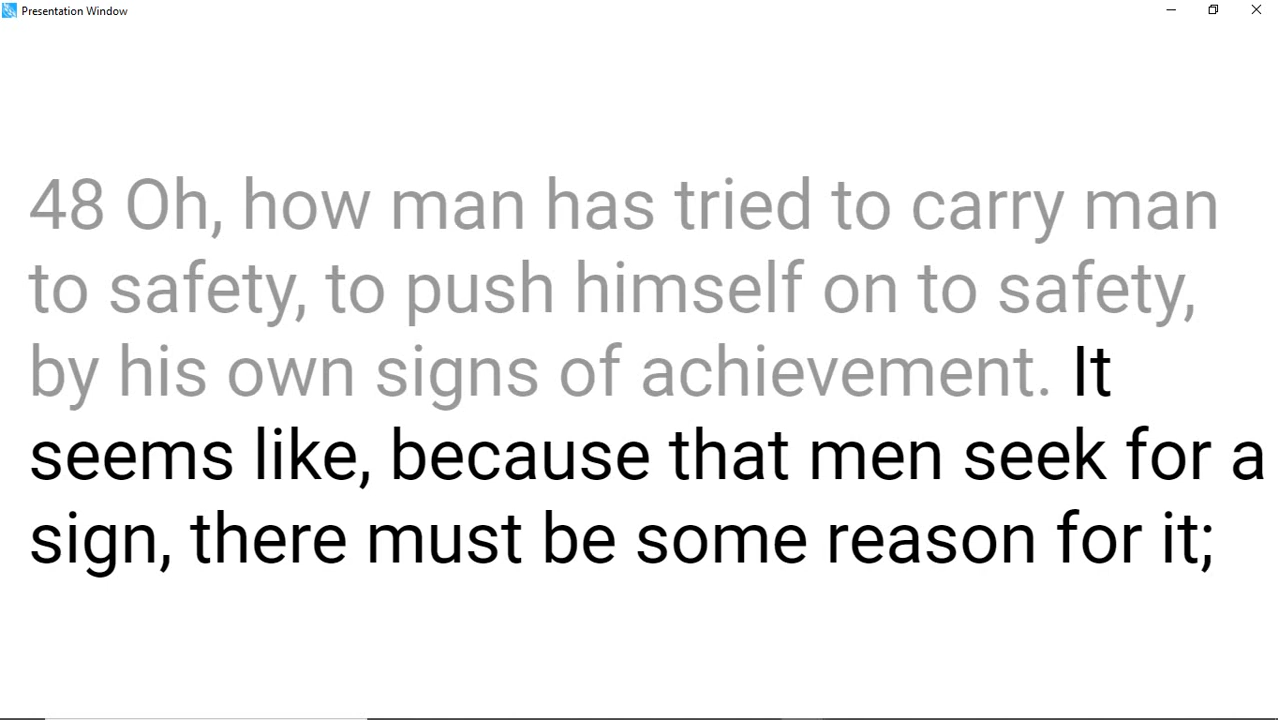 Presentation Window
48 Oh, how man has tried to carry man
to safety, to push himself on to safety,
by his own signs of achievement. It
seems like, because that men seek for a
sign, there must be some reason for it;